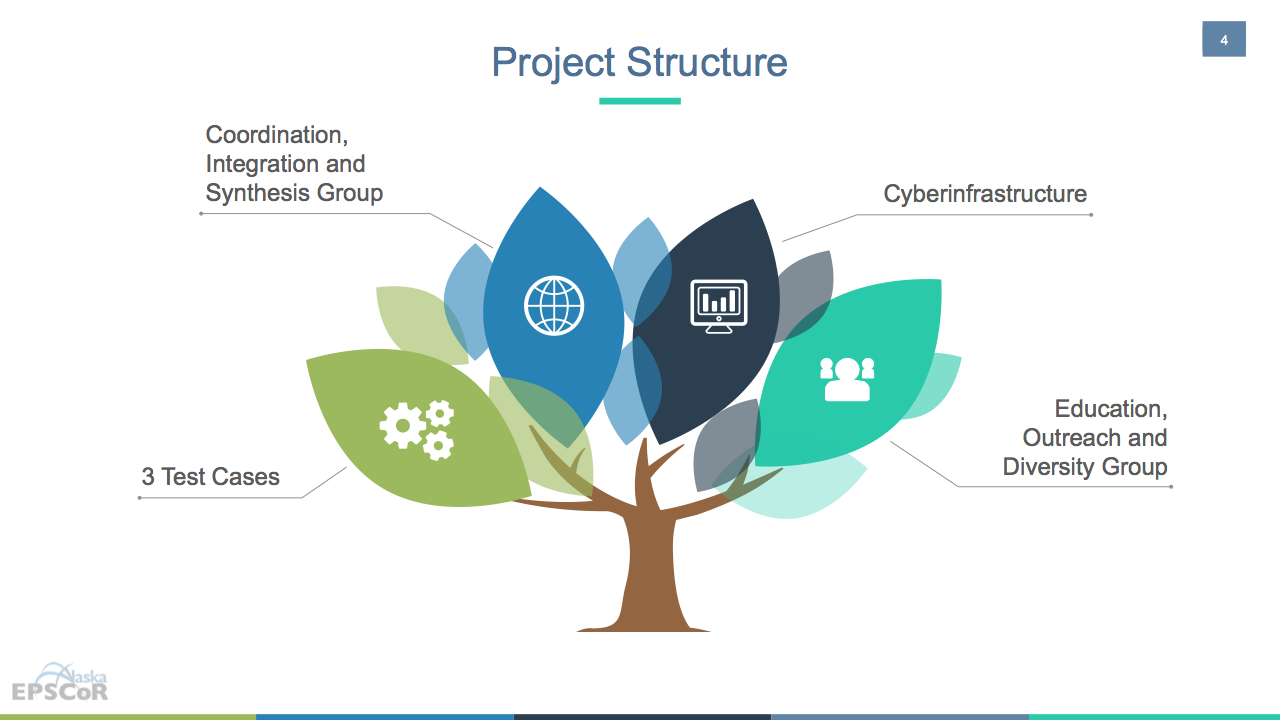 4
Project Structure
Coordination,
Integration and
Synthesis Group
Cyberinfrastructure
Education,
Outreach and
Diversity Group
3 Test Cases
Alaska
EPSCoR